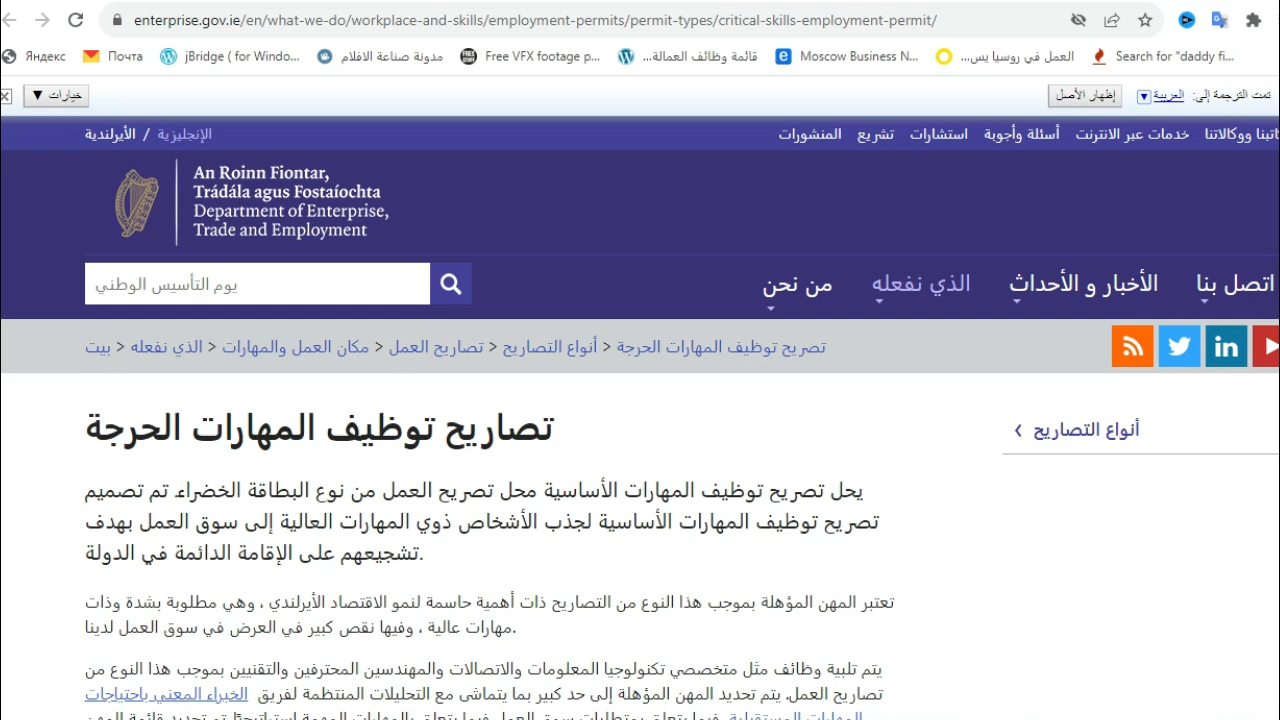 enterprise.gov.ie/en/what-we-do/workplace-and-skills/employment-permits/permit-types/critical-skills-employment-permit/
Яндекс
Почта
jBridge ( for Windo...
مدونة صناعة الافلام
Free VFX footage p...
قائمة وظائف العمالة...
Moscow Business N...
العمل في روسيا يس...
Search for "daddy fi...
تمت الترجمة إلى: العربية
إظهار الأصل
خيارات ▼
الإنجليزية / الأيرلندية
ووكالاتنا
خدمات عبر الانترنت
أسئلة وأجوبة
استشارات
تشريع
المنشورات
An Roinn Fiontar,
Trádála agus Fostaíochta
Department of Enterprise,
Trade and Employment
يوم التأسيس الوطني
اتصل بنا
الأخبار و الأحداث
الذي نفعله
من نحن
تصريح توظيف المهارات الحرجة < أنواع التصاريح < تصاريح العمل < مكان العمل والمهارات < الذي نفعله < بيت
in
تصاريح توظيف المهارات الحرجة
أنواع التصاريح
يحل تصريح توظيف المهارات الأساسية محل تصريح العمل من نوع البطاقة الخضراء. تم تصميم
تصريح توظيف المهارات الأساسية لجذب الأشخاص ذوي المهارات العالية إلى سوق العمل بهدف
تشجيعهم على الإقامة الدائمة في الدولة.
تعتبر المهن المؤهلة بموجب هذا النوع من التصاريح ذات أهمية حاسمة لنمو الاقتصاد الأيرلندي ، وهي مطلوبة بشدة وذات
مهارات عالية ، وفيها نقص كبير في العرض في سوق العمل لدينا.
يتم تلبية وظائف مثل متخصصي تكنولوجيا المعلومات والاتصالات والمهندسين المحترفين والتقنيين بموجب هذا النوع من
تصاريح العمل. يتم تحديد المهن المؤهلة إلى حد كبير بما يتماشى مع التحليلات المنتظمة لفريق الخبراء المعني باحتياجات